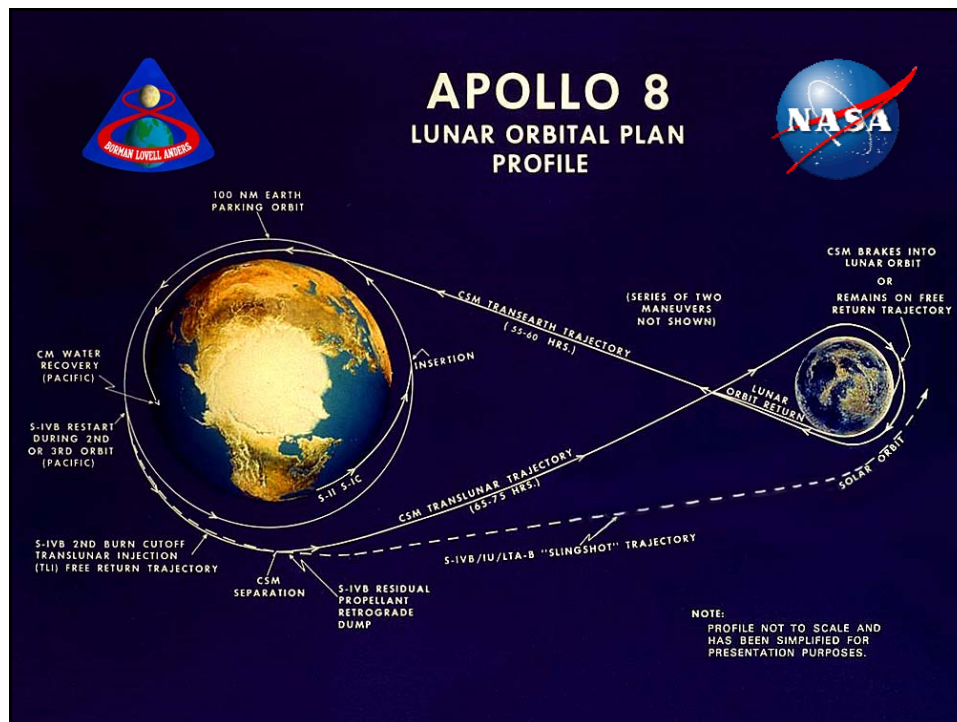 APOLLO 8
LUNAR ORBITAL PLAN
PROFILE
BORMAN LOVELL ANDERS
NASA
100 NM EARTH
PARKING ORBIT
CSM BRAKES INTO
LUNAR ORBIT
OR
REMAINS ON FREE
RETURN TRAJECTORY
(SERIES OF TWO
MANEUVERS
NOT SHOWN)
CSM TRANSEARTH TRAJECTORY
(55-60 HRS.)
INSERTION
CM WATER
RECOVERY
(PACIFIC)
LUNAR
ORBIT RETURN
S-IVB RESTART
DURING 2ND
OR 3RD ORBIT
(PACIFIC)
SOLAR ORBIT
S-II S-IC
CSM TRANSLUNAR TRAJECTORY
(65-75 HRS.)
S-IVB/IU/LTA-B "SLINGSHOT" TRAJECTORY
S-IVB 2ND BURN CUTOFF
TRANSLUNAR INJECTION
(TLI) FREE RETURN TRAJECTORY
CSM
SEPARATION
S-IVB RESIDUAL
PROPELLANT
RETROGRADE
DUMP
NOTE:
PROFILE NOT TO SCALE AND
HAS BEEN SIMPLIFIED FOR
PRESENTATION PURPOSES.